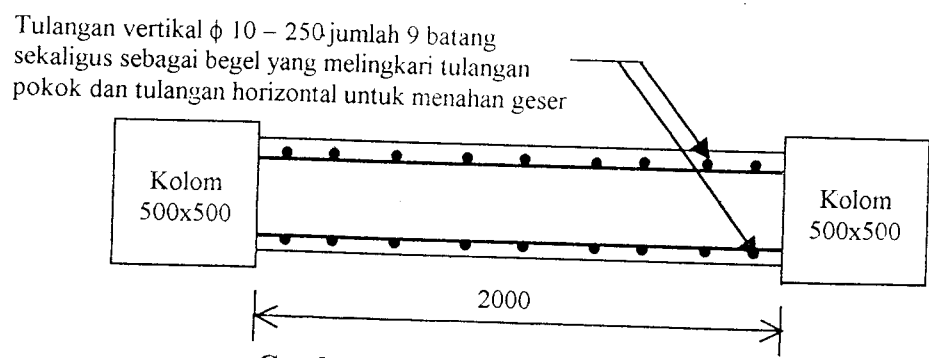 Tulangan vertikal ϕ 10 – 250 jumlah 9 batang
sekaligus sebagai begel yang melingkari tulangan
pokok dan tulangan horizontal untuk menahan geser
Kolom
500x500
Kolom
500x500
2000